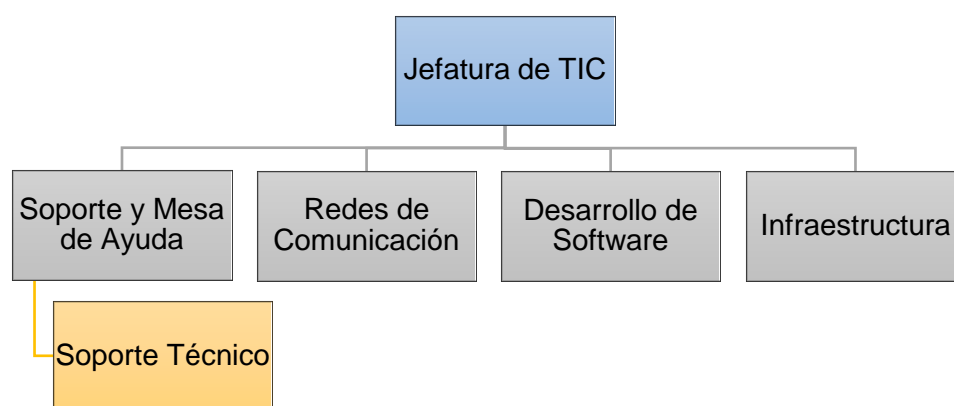 Jefatura de TIC
Soporte y Mesa
de Ayuda
Redes de
Comunicación
Desarrollo de
Software
Infraestructura
Soporte Técnico